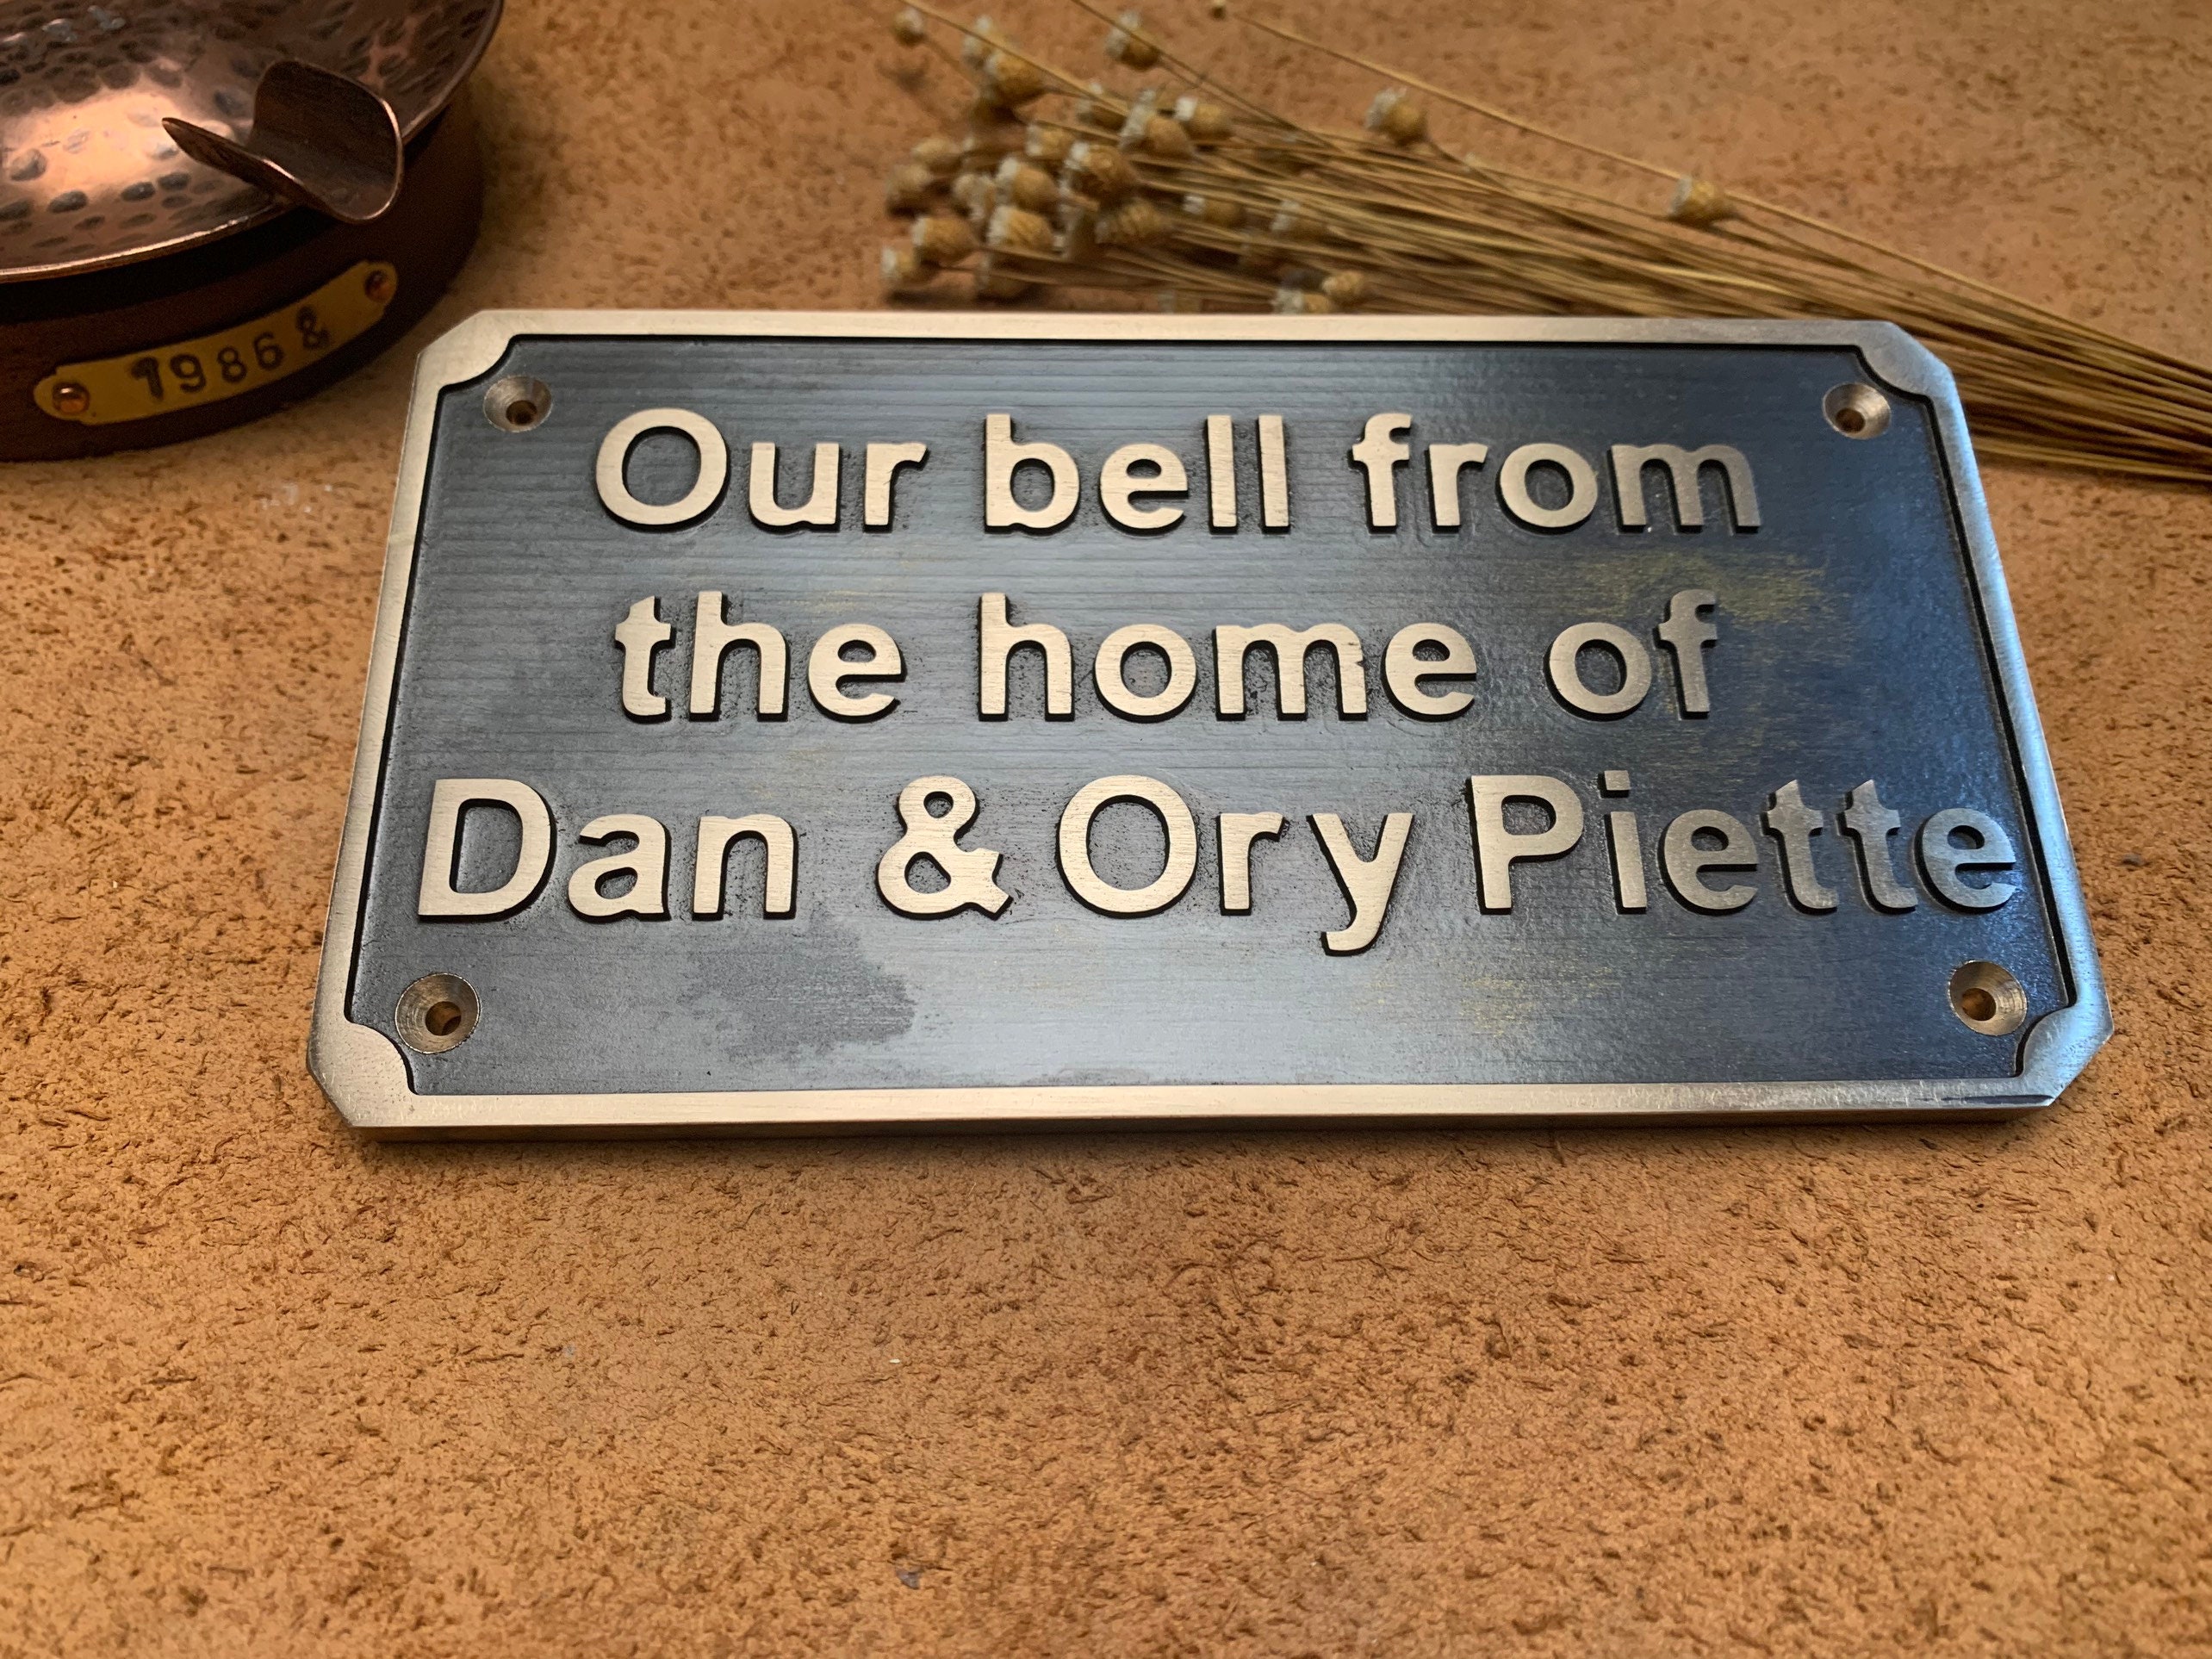 1986 &
Our bell from
the home of
Dan & Ory Piette